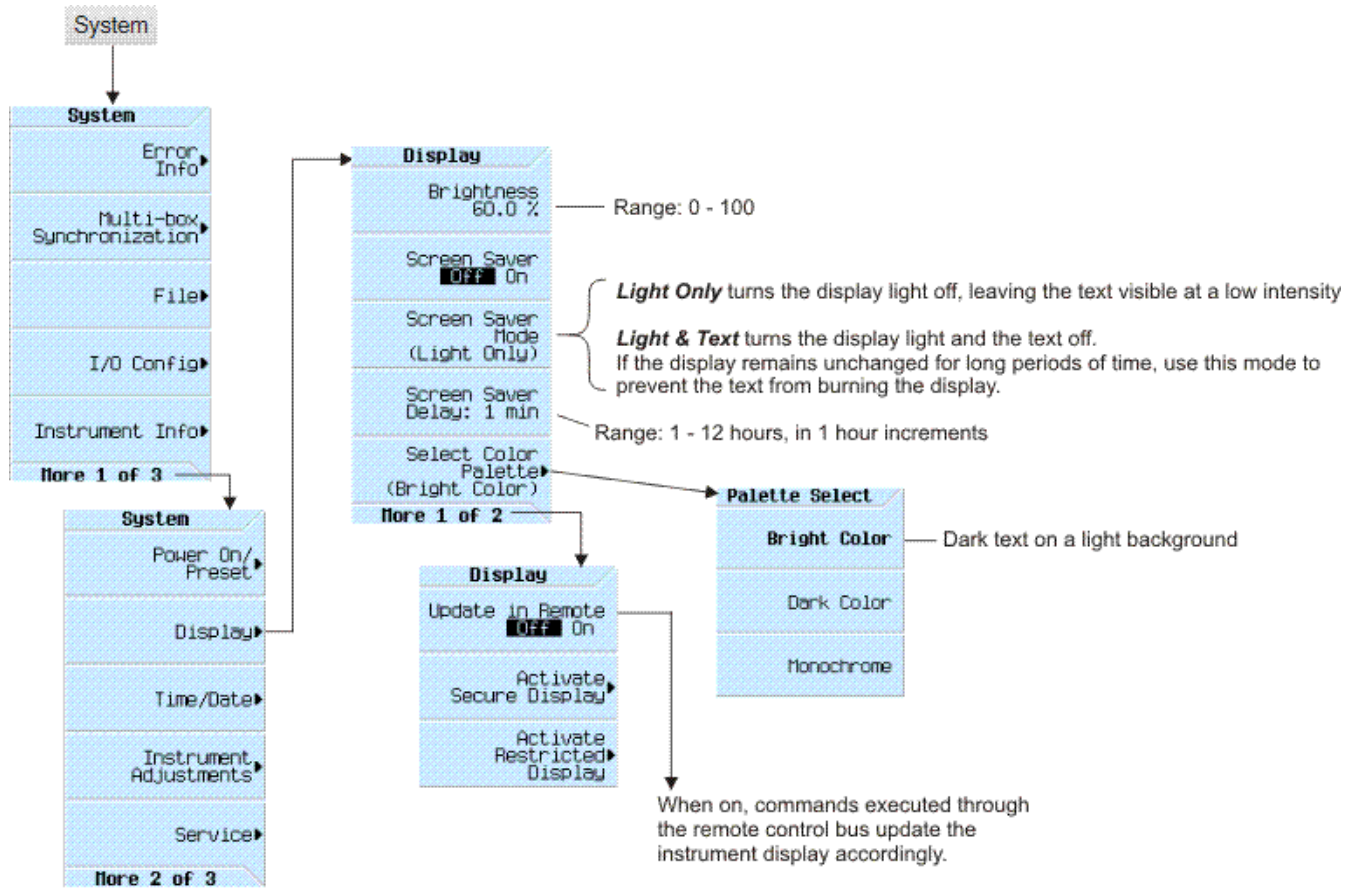 System
System
Error
Info
Multi-box
Synchronization
File
I/O Config
Instrument Info
More 1 of 3
System
Power On/
Preset
Display
Time/Date
Instrument
Adjustments
Service
More 2 of 3
Display
Brightness
60.0 %
Range: 0 - 100
Screen Saver
Off On
Screen Saver
Mode
(Light Only)
Light Only turns the display light off, leaving the text visible at a low intensity
Light & Text turns the display light and the text off.
If the display remains unchanged for long periods of time, use this mode to
prevent the text from burning the display.
Screen Saver
Delay: 1 min
Range: 1 - 12 hours, in 1 hour increments
Select Color
Palette
(Bright Color)
More 1 of 2
Palette Select
Bright Color
Dark text on a light background
Dark Color
Monochrome
Display
Update in Remote
Off On
Activate
Secure Display
Activate
Restricted
Display
When on, commands executed through
the remote control bus update the
instrument display accordingly.